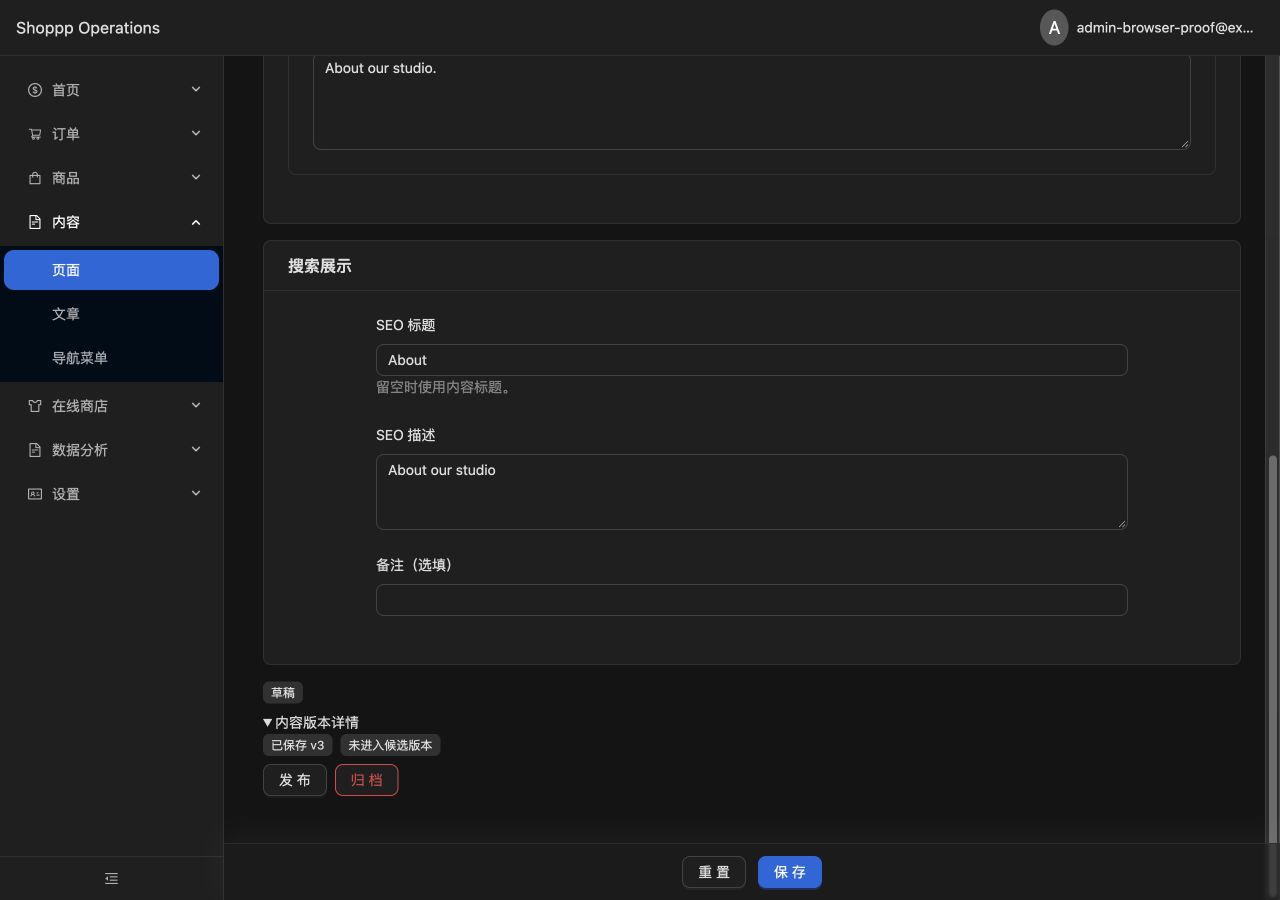 Shoppp Operations
A
admin-browser-proof@ex...
首页
订单
商品
内容
页面
文章
导航菜单
在线商店
数据分析
设置
About our studio.
搜索展示
SEO 标题
About
留空时使用内容标题。
SEO 描述
About our studio
备注（选填）
草稿
▼内容版本详情
已保存 v3 未进入候选版本
发 布 归 档
重 置 保 存